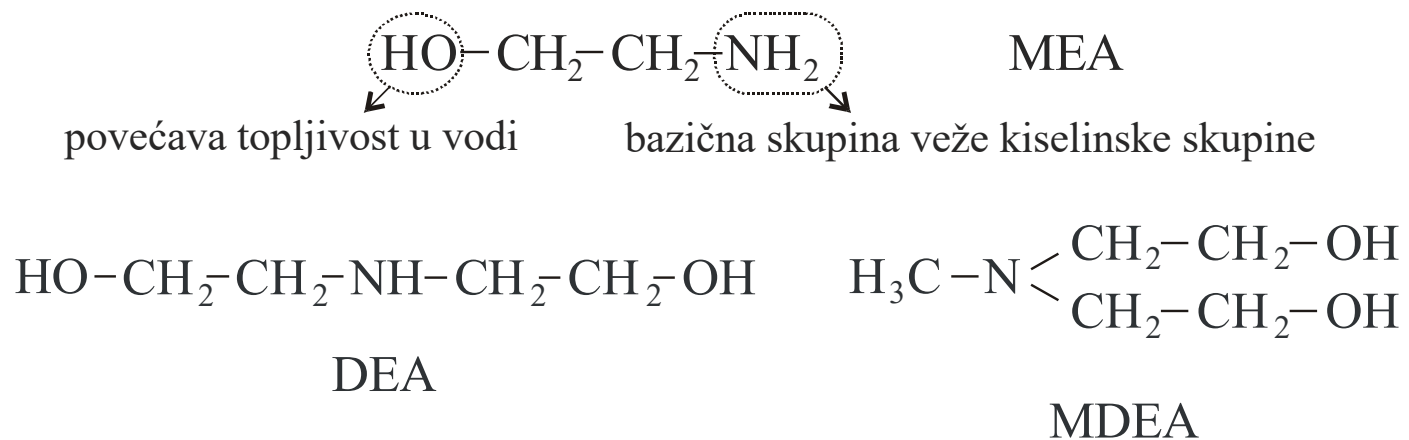 HO–CH₂–CH₂–NH₂ MEA
povećava topljivost u vodi bazična skupina veže kiselinske skupine
CH₂–CH₂–OH
HO–CH₂–CH₂–NH–CH₂–CH₂–OH H₃C–N
CH₂–CH₂–OH
DEA
MDEA